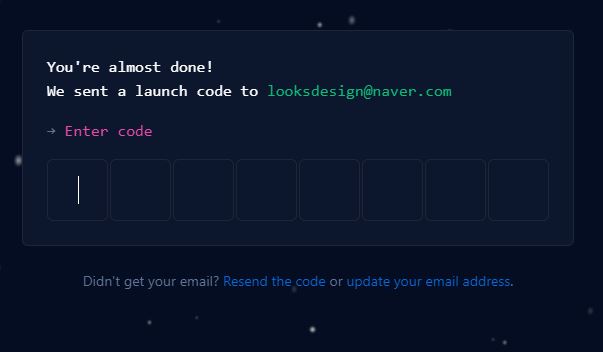 You're almost done!
We sent a launch code to looksdesign@naver.com
→ Enter code
Didn't get your email? Resend the code or update your email address.